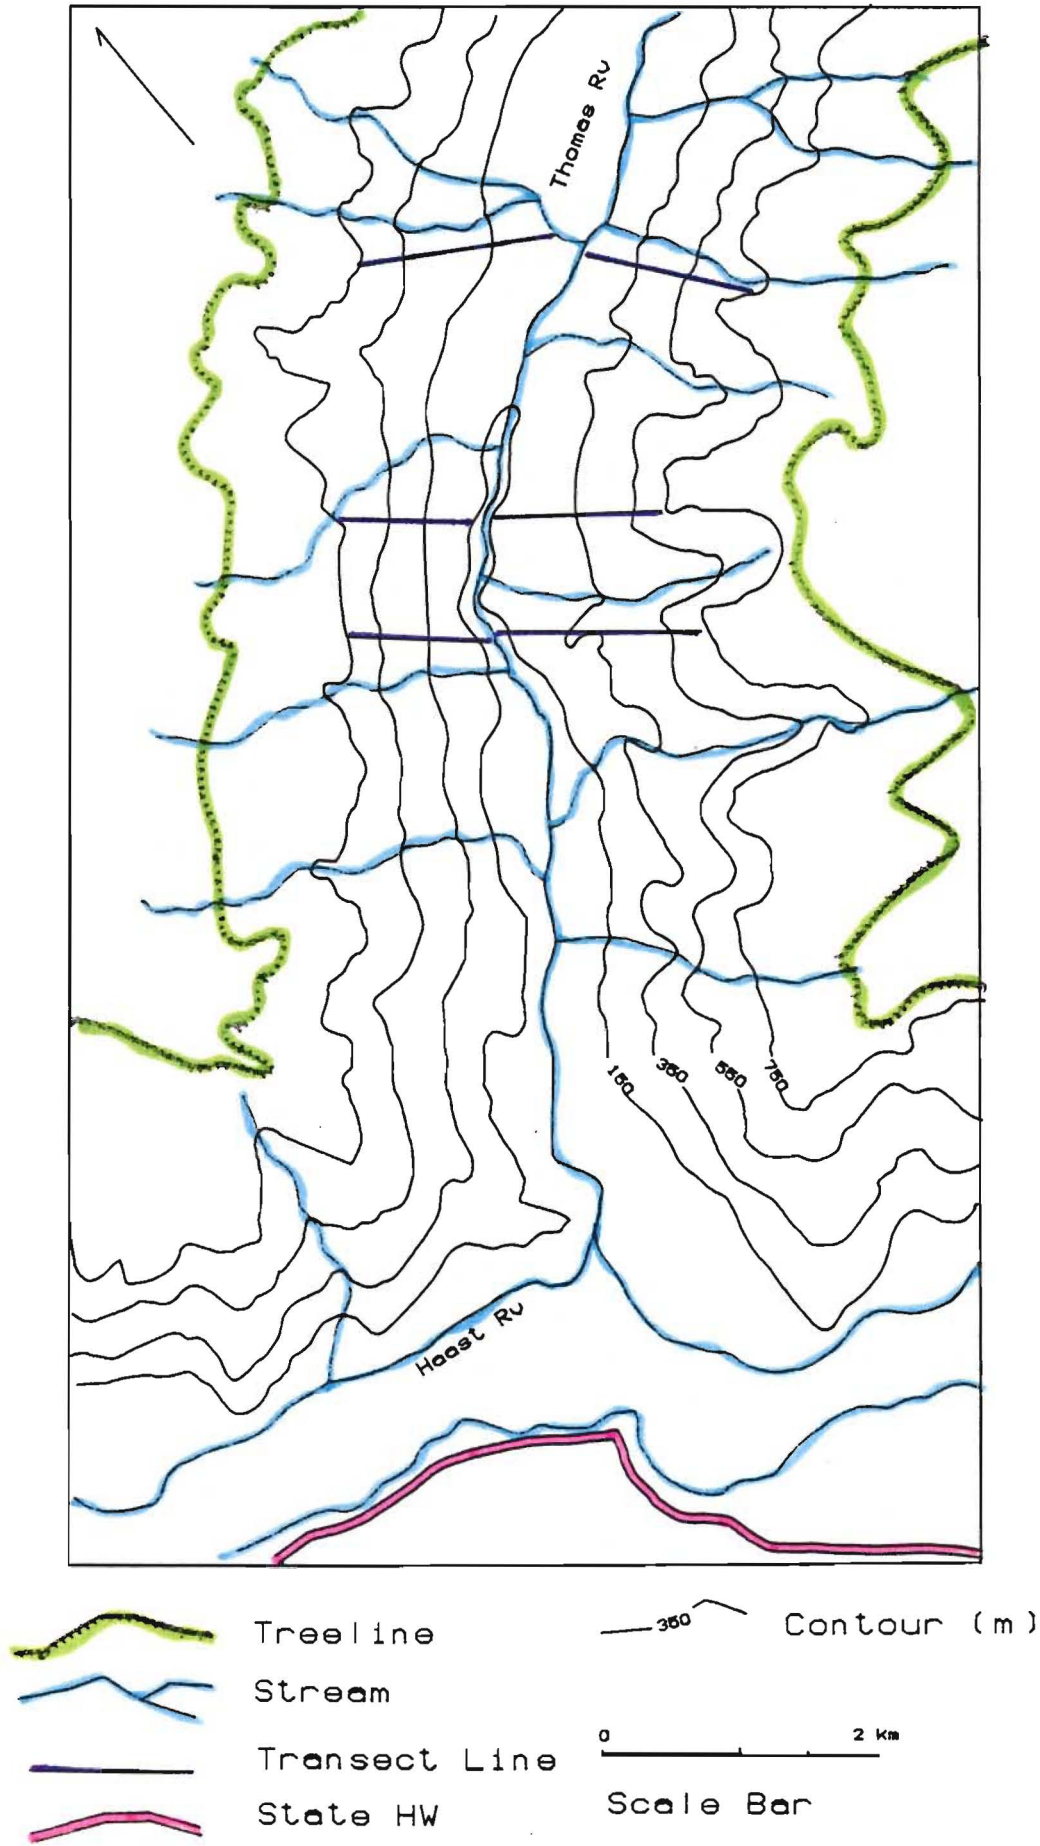 Thomas Rv
150
350
550
750
Haast Rv
Treeline
350
Contour (m)
Stream
0
2 Km
Transect Line
State HW
Scale Bar